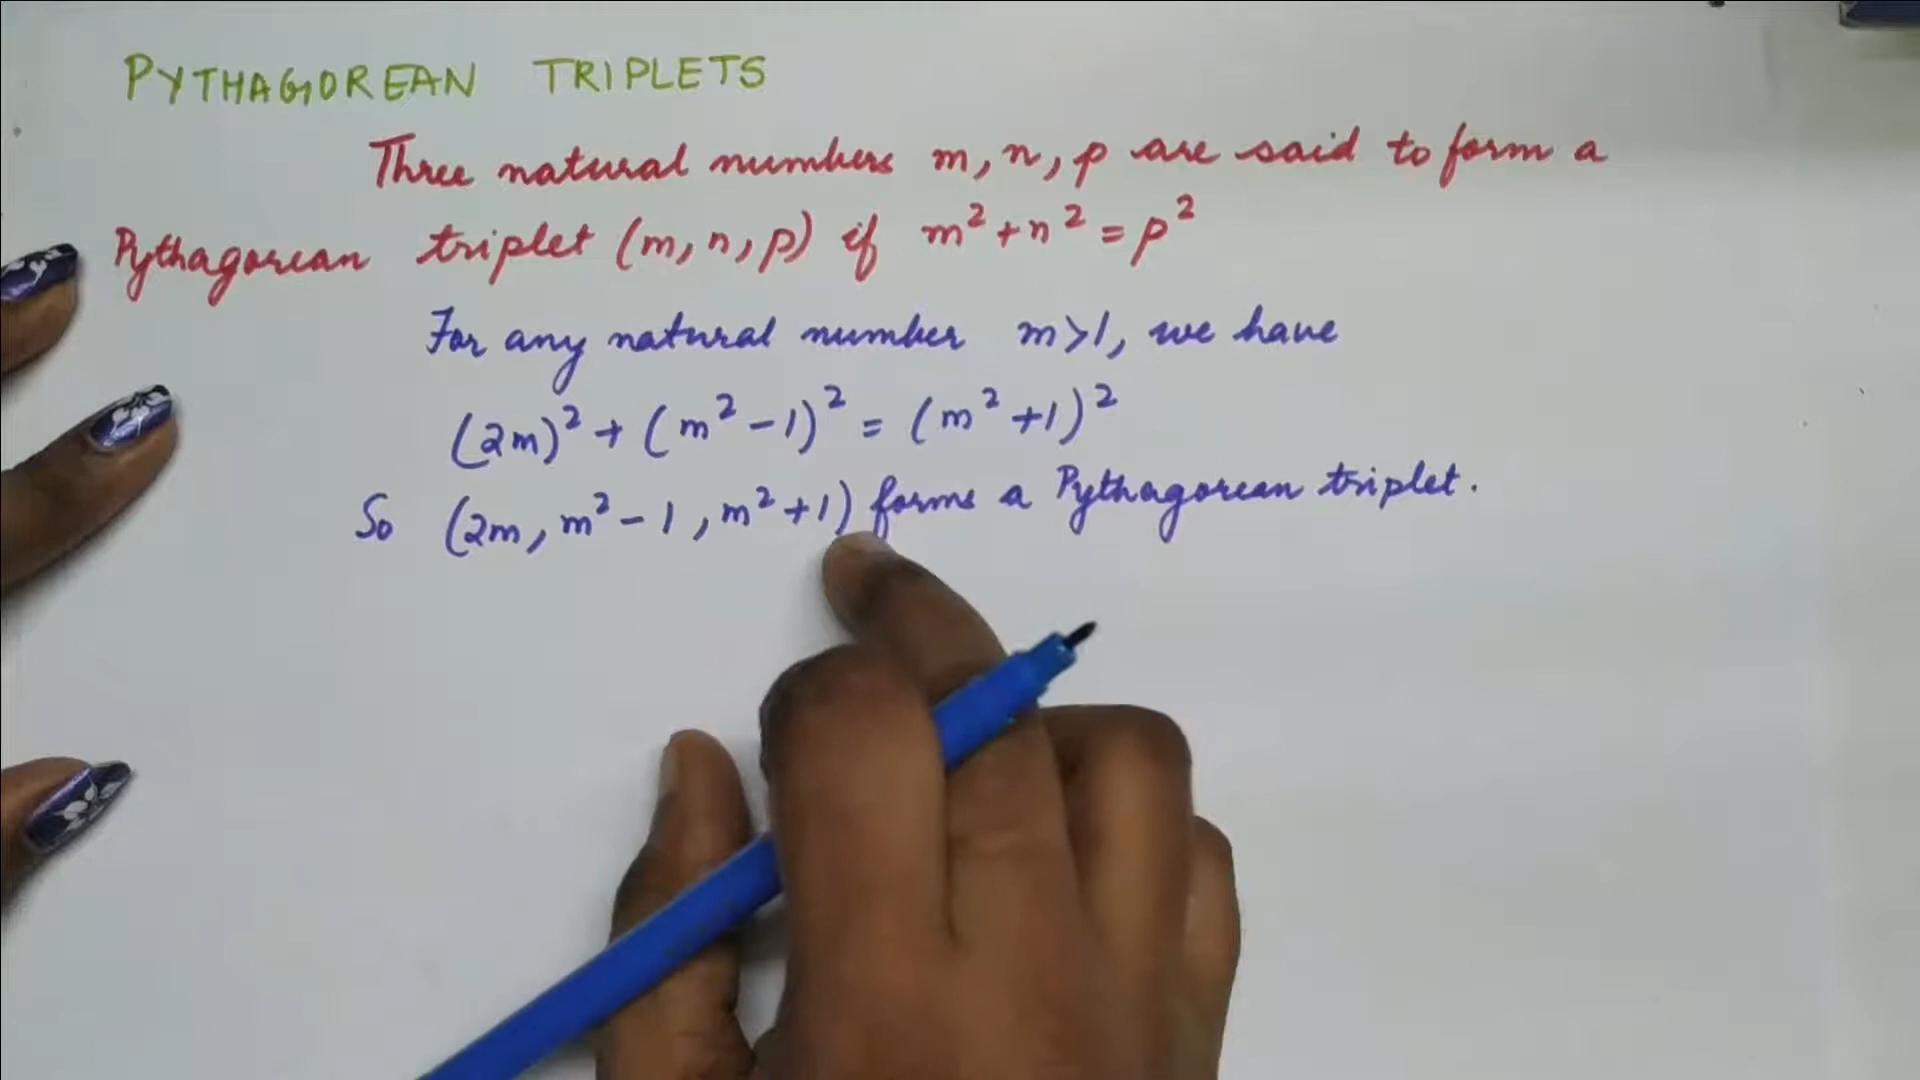 PYTHAGOREAN TRIPLETS
Three natural numbers m, n, p are said to form a
Pythagorean triplet (m, n, p) if m² + n² = p²
For any natural number m>1, we have
(2m)² + (m² - 1)² = (m² + 1)²
So (2m, m² - 1, m² + 1) forms a Pythagorean triplet.